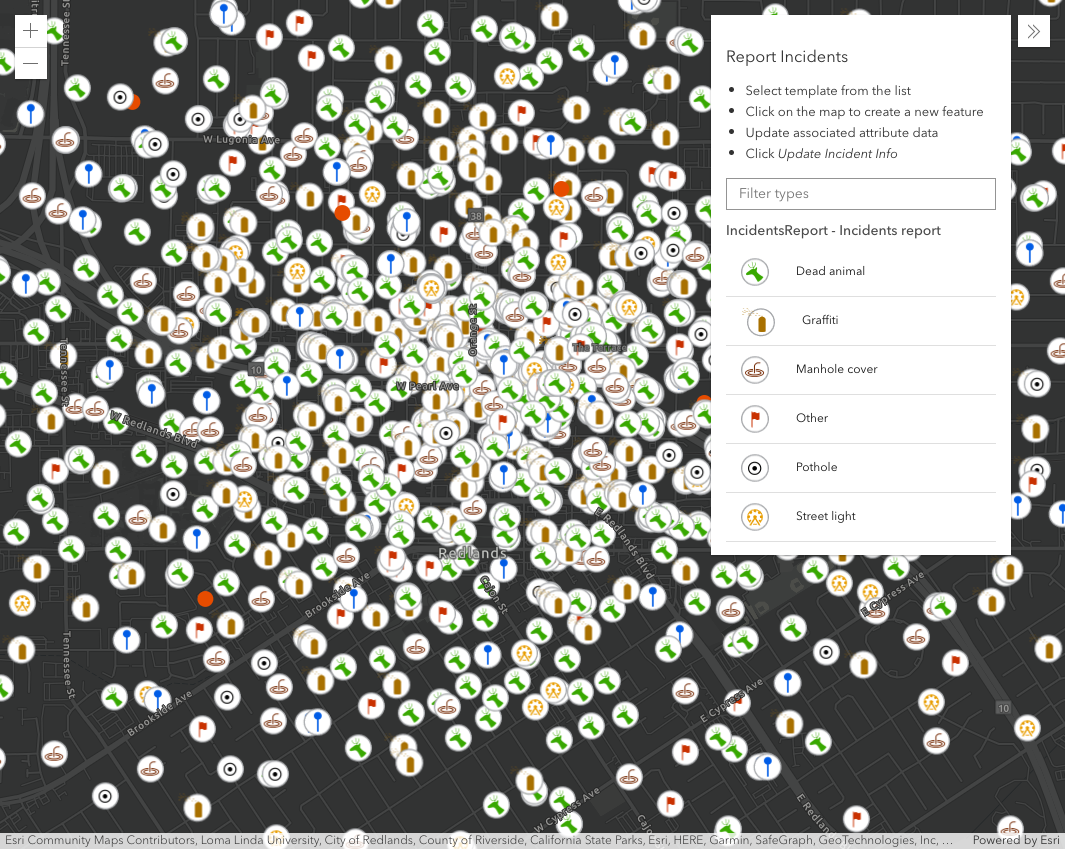 Report Incidents
Select template from the list
Click on the map to create a new feature
Update associated attribute data
Click Update Incident Info
Filter types
IncidentsReport - Incidents report
Dead animal
Graffiti
Manhole cover
Other
Pothole
Street light
Tennessee St
W Lugonia Ave
38
Orange St
The Terrace
10
W Pearl Ave
Tennessee St
W Redlands Blvd
E Redlands Blvd
Redlands
Cajon St
Brookside Ave
E Cypress Ave
Tennessee St
Brookside Ave
E Cypress Ave
10
W Cypress Ave
Esri Community Maps Contributors, Loma Linda University, City of Redlands, County of Riverside, California State Parks, Esri, HERE, Garmin, SafeGraph, GeoTechnologies, Inc, …
Powered by Esri